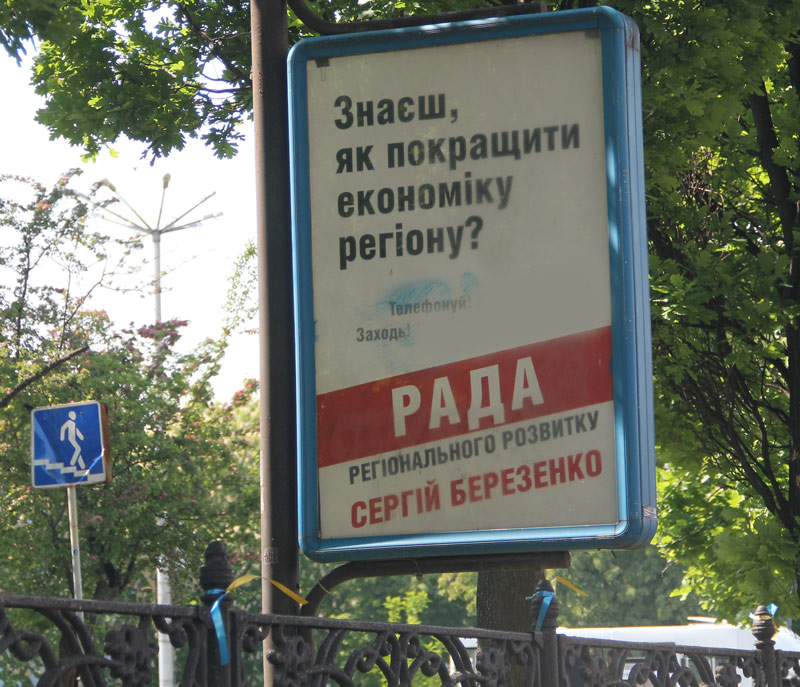 Знаєш,
як покращити
економіку
регіону?
Телефонуй!
Заходь!
РАДА
РЕГІОНАЛЬНОГО РОЗВИТКУ
СЕРГІЙ БЕРЕЗЕНКО